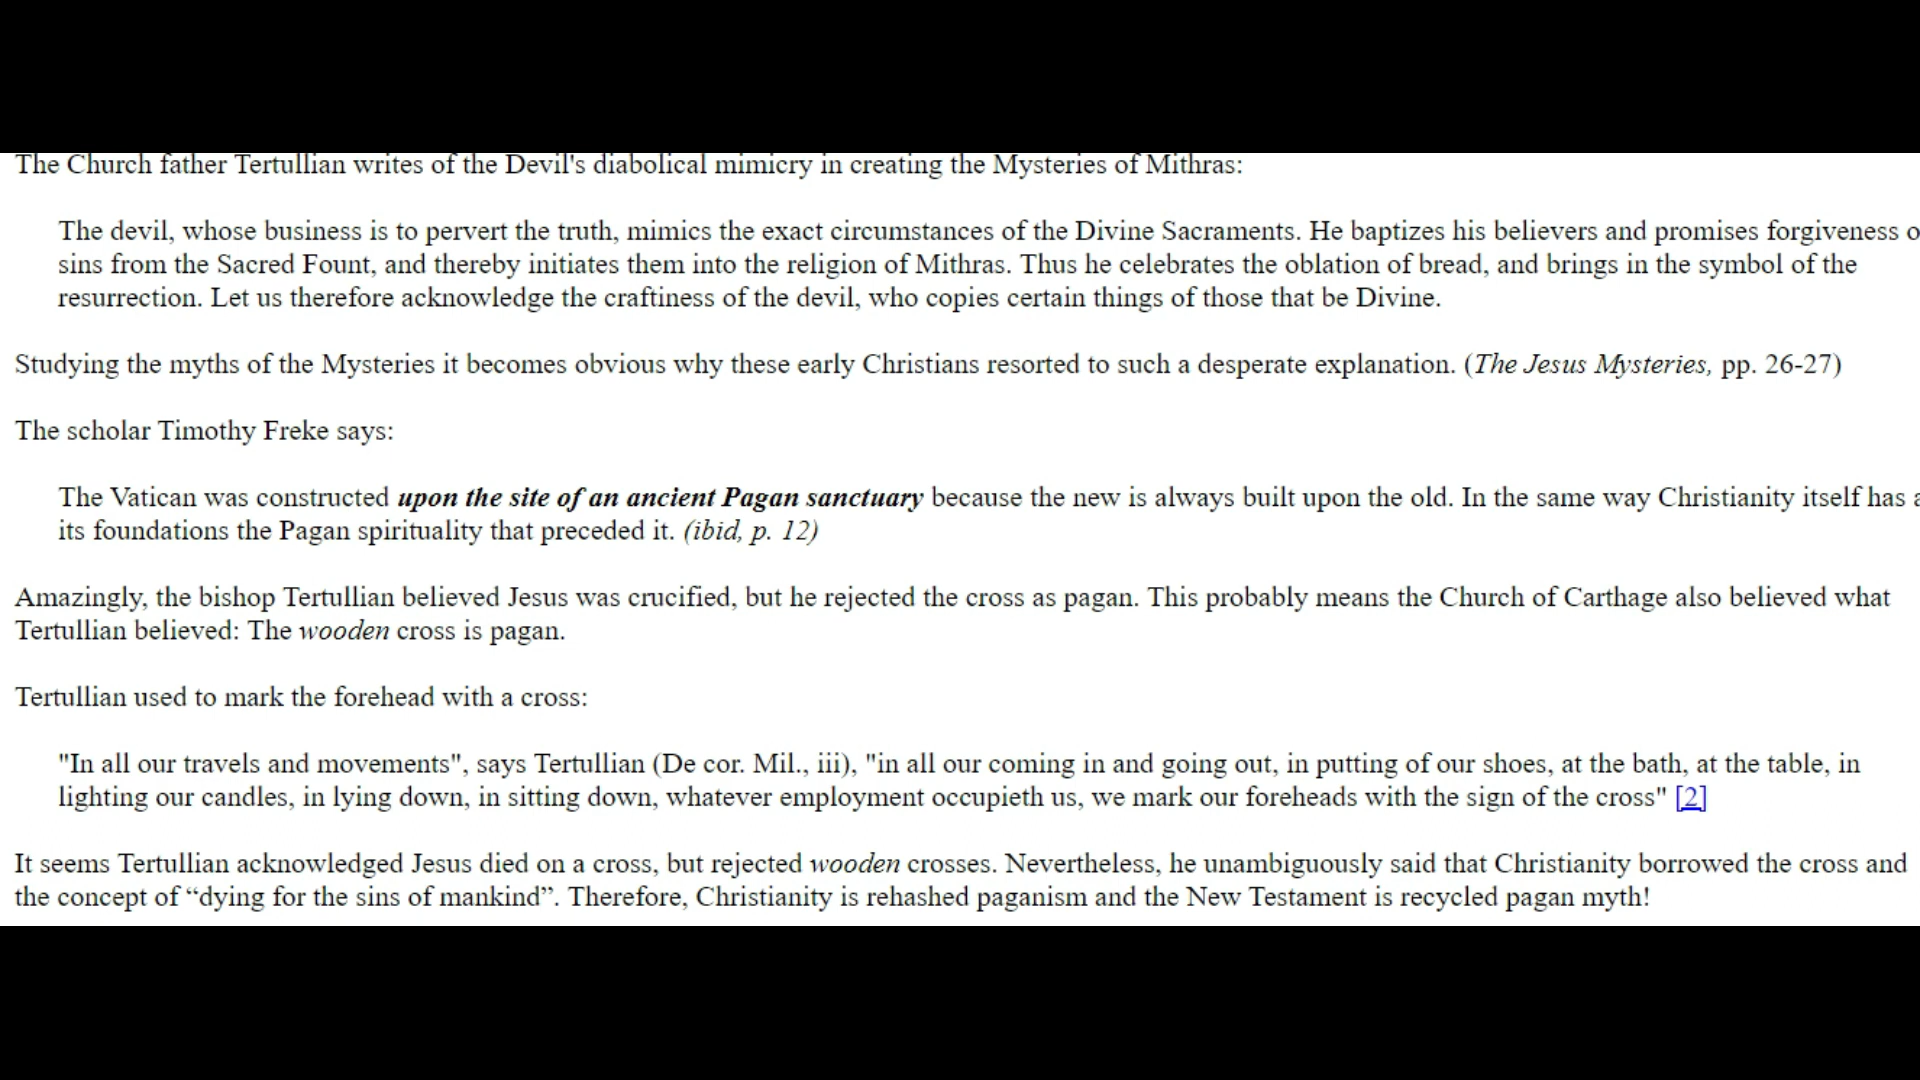 The Church father Tertullian writes of the Devil's diabolical mimicry in creating the Mysteries of Mithras:
The devil, whose business is to pervert the truth, mimics the exact circumstances of the Divine Sacraments. He baptizes his believers and promises forgiveness o
sins from the Sacred Fount, and thereby initiates them into the religion of Mithras. Thus he celebrates the oblation of bread, and brings in the symbol of the
resurrection. Let us therefore acknowledge the craftiness of the devil, who copies certain things of those that be Divine.
Studying the myths of the Mysteries it becomes obvious why these early Christians resorted to such a desperate explanation. (The Jesus Mysteries, pp. 26-27)
The scholar Timothy Freke says:
The Vatican was constructed upon the site of an ancient Pagan sanctuary because the new is always built upon the old. In the same way Christianity itself has a
its foundations the Pagan spirituality that preceded it. (ibid, p. 12)
Amazingly, the bishop Tertullian believed Jesus was crucified, but he rejected the cross as pagan. This probably means the Church of Carthage also believed what
Tertullian believed: The wooden cross is pagan.
Tertullian used to mark the forehead with a cross:
"In all our travels and movements", says Tertullian (De cor. Mil., iii), "in all our coming in and going out, in putting of our shoes, at the bath, at the table, in
lighting our candles, in lying down, in sitting down, whatever employment occupieth us, we mark our foreheads with the sign of the cross" [2]
It seems Tertullian acknowledged Jesus died on a cross, but rejected wooden crosses. Nevertheless, he unambiguously said that Christianity borrowed the cross and
the concept of “dying for the sins of mankind”. Therefore, Christianity is rehashed paganism and the New Testament is recycled pagan myth!